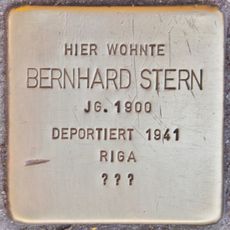 HIER WOHNTE
BERNHARD STERN
JG. 1900
DEPORTIERT 1941
RIGA
???